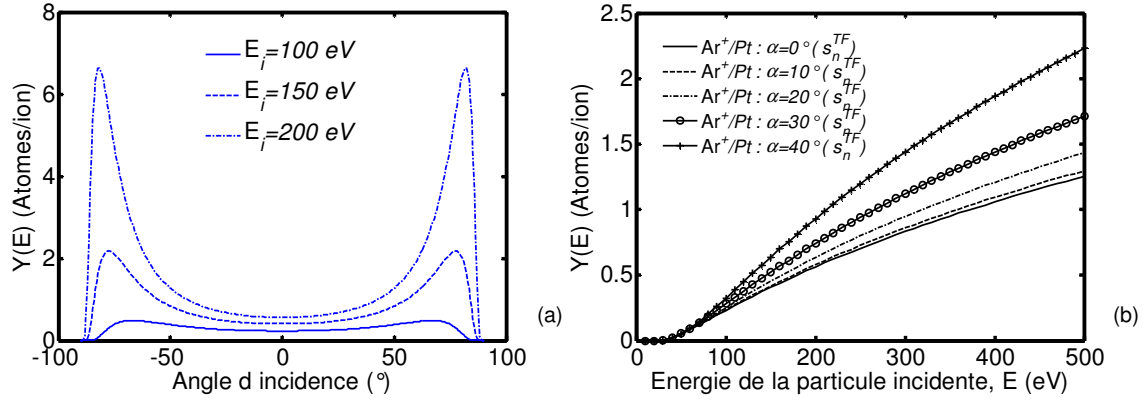 8
6
4
2
0
-100
-50
0
50
100
Y(E) (Atomes/ion)
Angle d incidence (°)
E_i=100 eV
E_i=150 eV
E_i=200 eV
(a)
2.5
2
1.5
1
0.5
0
0
100
200
300
400
500
Y(E) (Atomes/ion)
Energie de la particule incidente, E (eV)
Ar⁺/Pt : α=0° ( s_n^{TF})
Ar⁺/Pt : α=10° ( s_n^{TF})
Ar⁺/Pt : α=20° ( s_n^{TF})
Ar⁺/Pt : α=30° ( s_n^{TF})
Ar⁺/Pt : α=40° ( s_n^{TF})
(b)